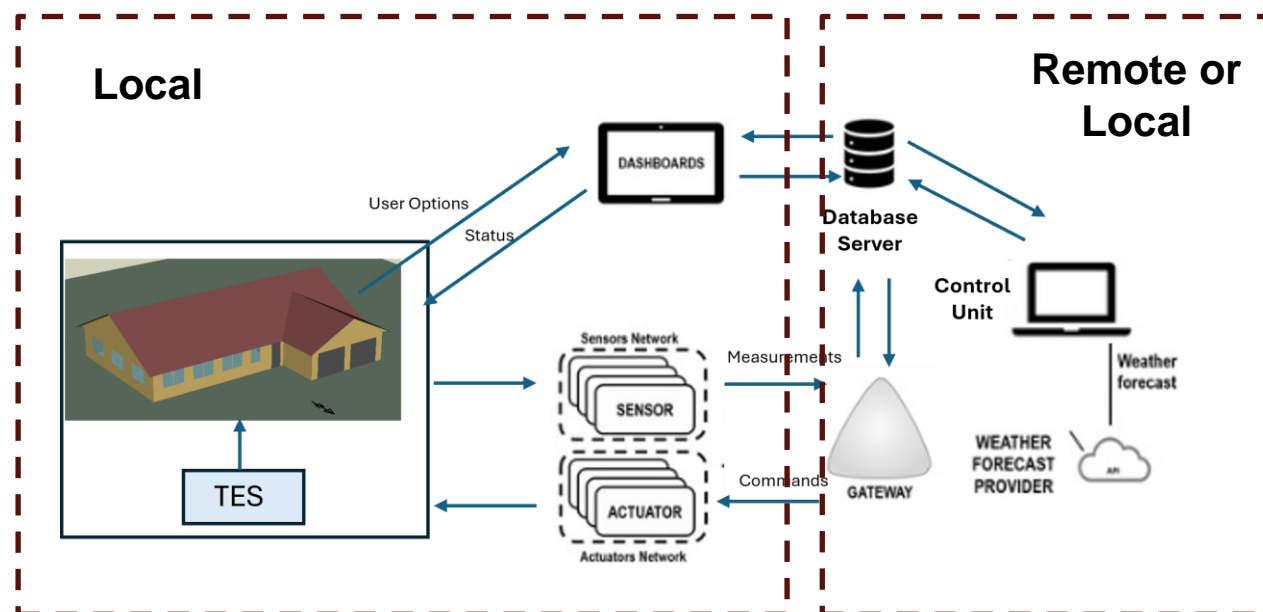 Local
Remote or
Local
DASHBOARDS
User Options
Status
Database
Server
Control
Unit
Sensors Network
SENSOR
Measurements
Weather
forecast
TES
ACTUATOR
Actuators Network
Commands
GATEWAY
WEATHER
FORECAST
PROVIDER
API